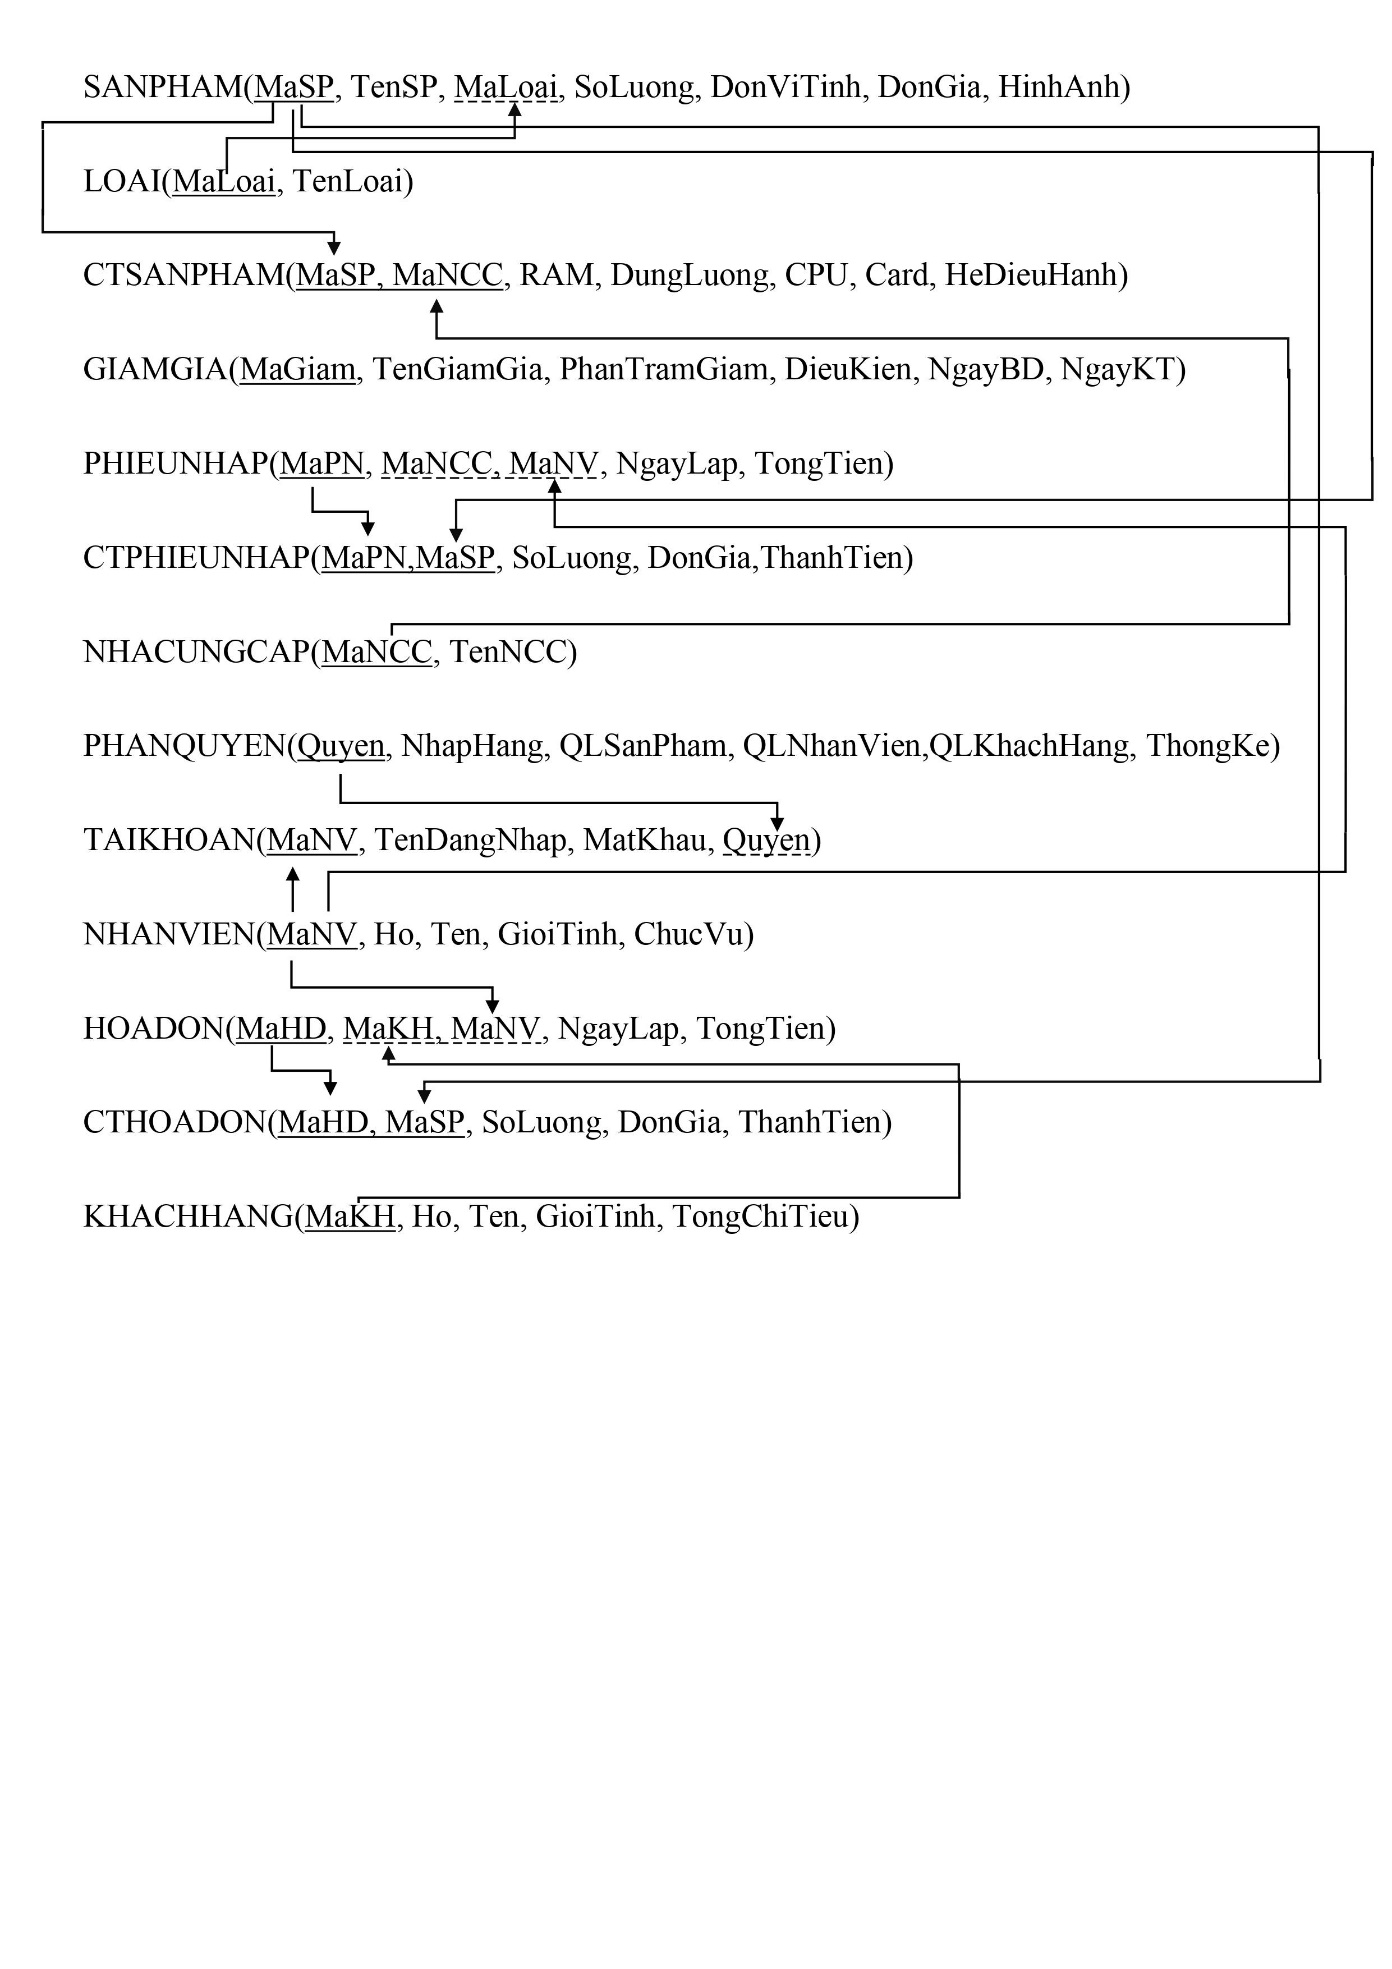 SANPHAM(MaSP, TenSP, MaLoai, SoLuong, DonViTinh, DonGia, HinhAnh)
LOAI(MaLoai, TenLoai)
CTSANPHAM(MaSP, MaNCC, RAM, DungLuong, CPU, Card, HeDieuHanh)
GIAMGIA(MaGiam, TenGiamGia, PhanTramGiam, DieuKien, NgayBD, NgayKT)
PHIEUNHAP(MaPN, MaNCC, MaNV, NgayLap, TongTien)
CTPHIEUNHAP(MaPN,MaSP, SoLuong, DonGia,ThanhTien)
NHACUNGCAP(MaNCC, TenNCC)
PHANQUYEN(Quyen, NhapHang, QLSanPham, QLNhanVien,QLKhachHang, ThongKe)
TAIKHOAN(MaNV, TenDangNhap, MatKhau, Quyen)
NHANVIEN(MaNV, Ho, Ten, GioiTinh, ChucVu)
HOADON(MaHD, MaKH, MaNV, NgayLap, TongTien)
CTHOADON(MaHD, MaSP, SoLuong, DonGia, ThanhTien)
KHACHHANG(MaKH, Ho, Ten, GioiTinh, TongChiTieu)